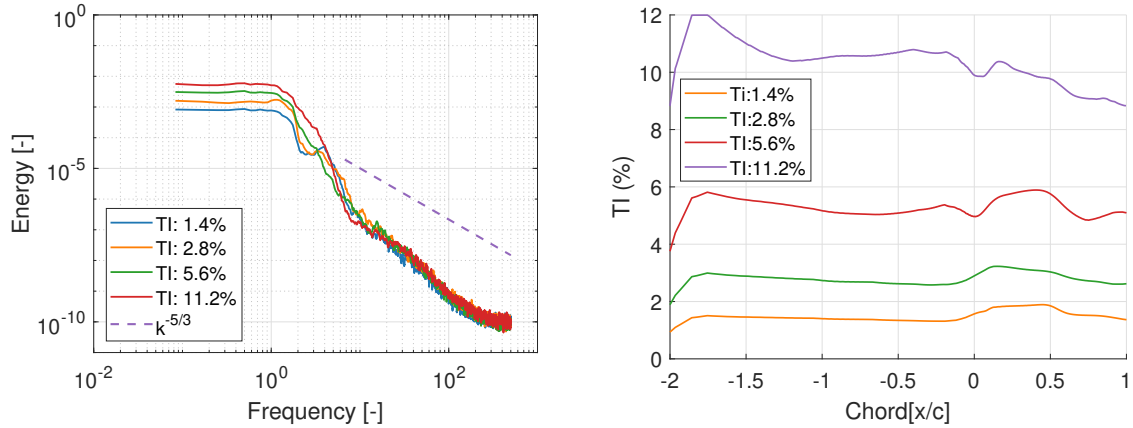 10^0
10^-5
10^-10
Energy [-]
TI: 1.4%
TI: 2.8%
TI: 5.6%
TI: 11.2%
k^-5/3
10^-2
10^0
10^2
Frequency [-]
12
10
8
6
4
2
0
TI (%)
Ti:1.4%
TI:2.8%
TI:5.6%
TI:11.2%
-2
-1.5
-1
-0.5
0
0.5
1
Chord[x/c]